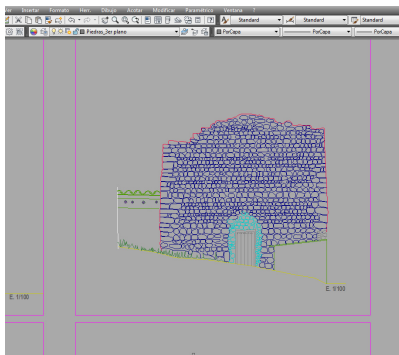 Insertar Formato Herr. Dibujo Acotar Modificar Paramétrico Ventana ?
Standard Standard Standard
Piedras_3er plano PorCapa PorCapa PorCapa
E. 1/100 E. 1/100